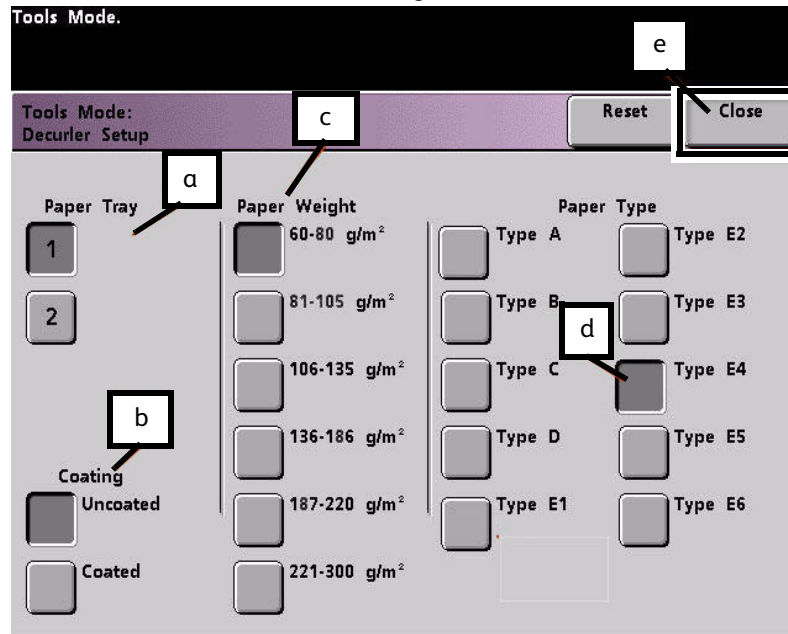 Tools Mode.
e
Tools Mode:
Decurler Setup
c
Reset
Close
a
Paper Tray
1
2
b
Coating
Uncoated
Coated
Paper Weight
60-80 g/m²
81-105 g/m²
106-135 g/m²
136-186 g/m²
187-220 g/m²
221-300 g/m²
Paper Type
Type A
Type B
Type C
Type D
Type E1
d
Type E2
Type E3
Type E4
Type E5
Type E6